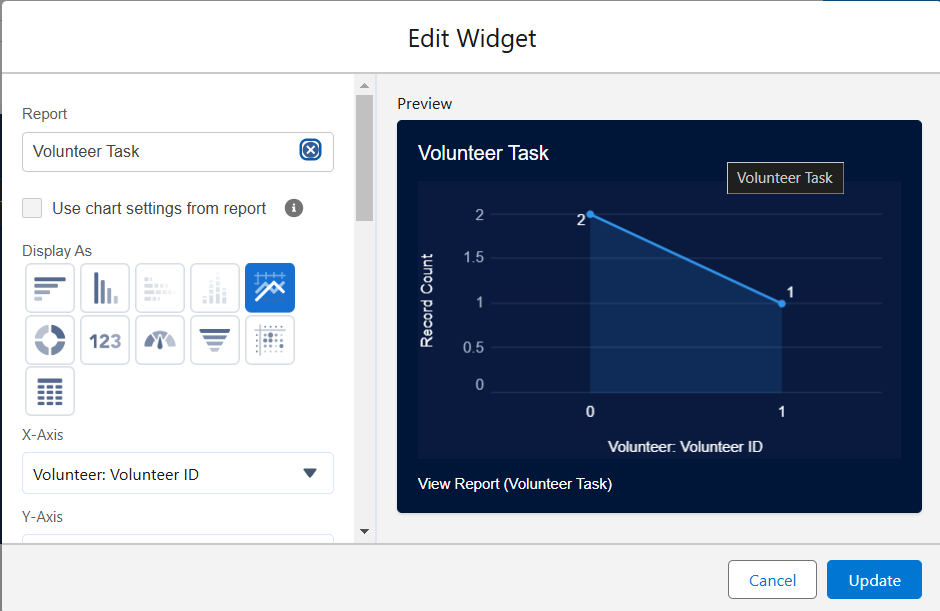 Edit Widget
Report
Volunteer Task
Use chart settings from report
Display As
123
X-Axis
Volunteer: Volunteer ID
Y-Axis
Preview
Volunteer Task
Volunteer Task
2
1.5
1
0.5
0
Record Count
2
1
0
1
Volunteer: Volunteer ID
View Report (Volunteer Task)
Cancel
Update